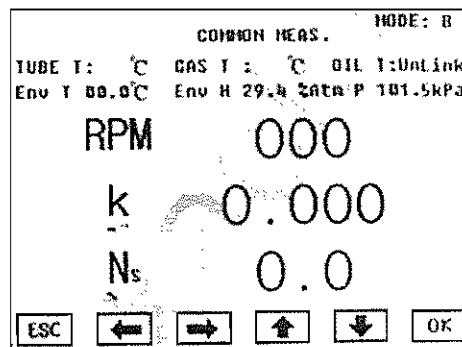 MODE: B
COMMON MEAS.
TUBE T: ℃ GAS T : ℃ OIL T:UnLink
Env T 00.0℃ Env H 29.4 %Atm P 101.5kPa
RPM 000
k 0.000
Ns 0.0
ESC OK